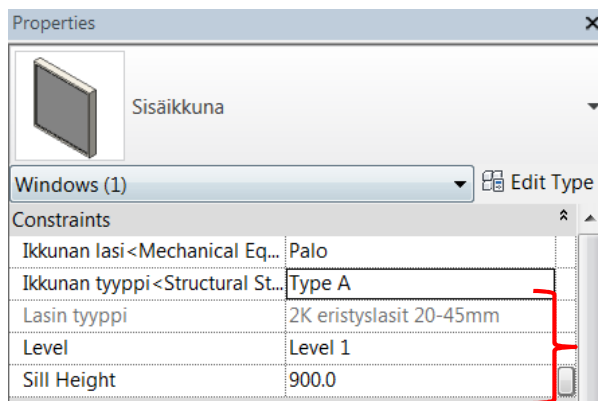 Properties
Sisäikkuna
Windows (1)
Edit Type
Constraints
Ikkunan lasi<Mechanical Eq... Palo
Ikkunan tyyppi<Structural St... Type A
Lasin tyyppi 2K eristyslasit 20-45mm
Level Level 1
Sill Height 900.0